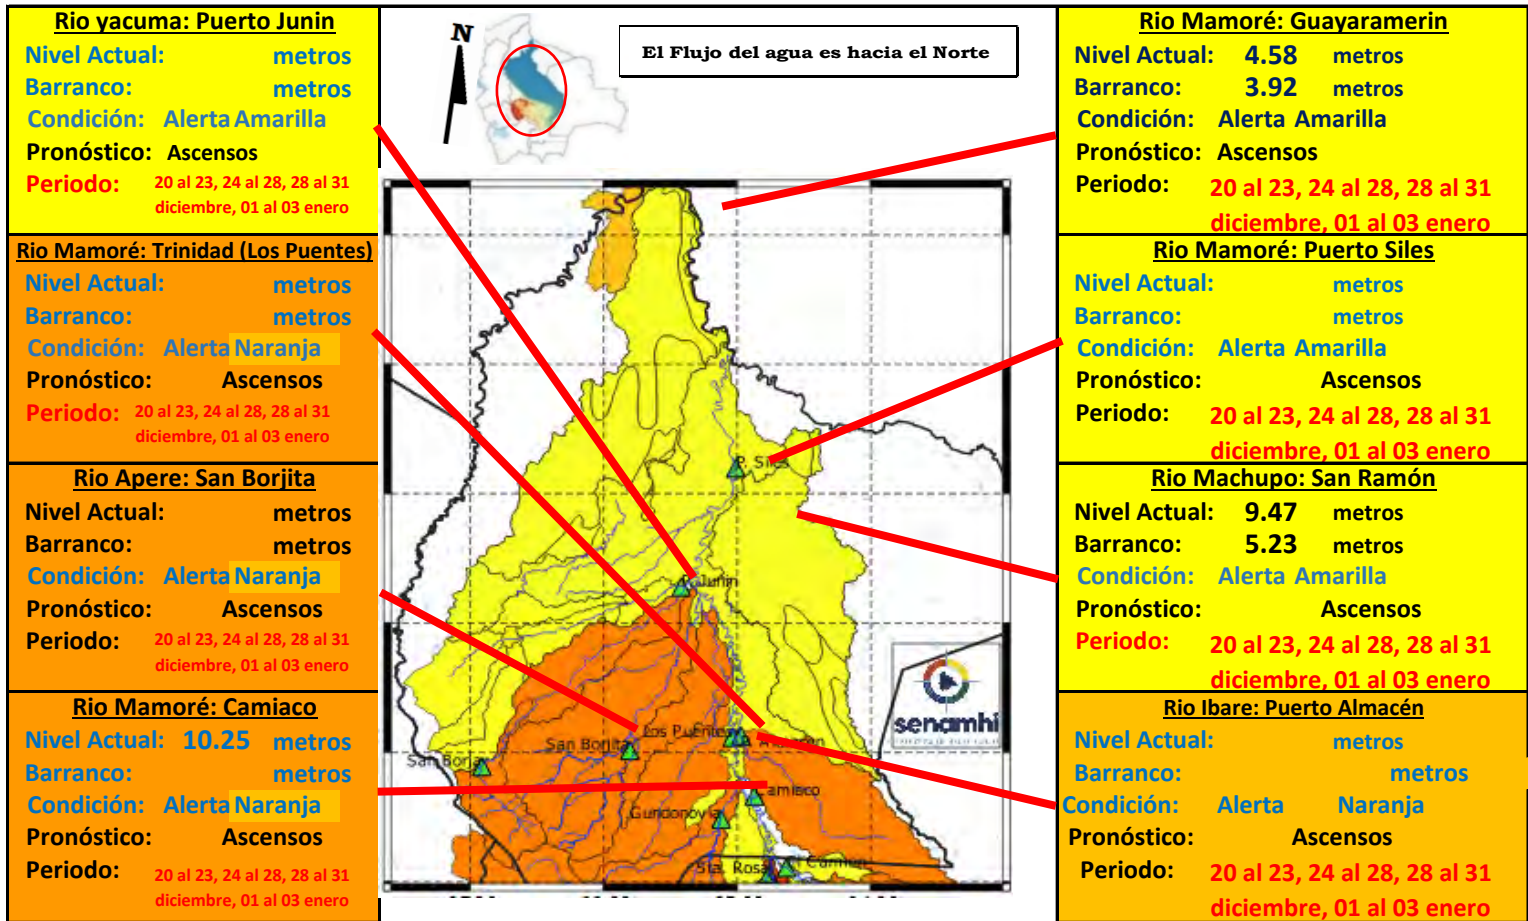 Rio yacuma: Puerto Junin
Nivel Actual: metros
Barranco: metros
Condición: Alerta Amarilla
Pronóstico: Ascensos
Periodo: 20 al 23, 24 al 28, 28 al 31
diciembre, 01 al 03 enero
Rio Mamoré: Trinidad (Los Puentes)
Nivel Actual: metros
Barranco: metros
Condición: Alerta Naranja
Pronóstico: Ascensos
Periodo: 20 al 23, 24 al 28, 28 al 31
diciembre, 01 al 03 enero
Rio Apere: San Borjita
Nivel Actual: metros
Barranco: metros
Condición: Alerta Naranja
Pronóstico: Ascensos
Periodo: 20 al 23, 24 al 28, 28 al 31
diciembre, 01 al 03 enero
Rio Mamoré: Camiaco
Nivel Actual: 10.25 metros
Barranco: metros
Condición: Alerta Naranja
Pronóstico: Ascensos
Periodo: 20 al 23, 24 al 28, 28 al 31
diciembre, 01 al 03 enero
N
El Flujo del agua es hacia el Norte
P. Siles
P. Junin
Los Puentes
San Borjita
San Borja
Camiaco
Gundonovia
Sta. Rosa
El Carmen
senamhi
Rio Mamoré: Guayaramerin
Nivel Actual: 4.58 metros
Barranco: 3.92 metros
Condición: Alerta Amarilla
Pronóstico: Ascensos
Periodo: 20 al 23, 24 al 28, 28 al 31
diciembre, 01 al 03 enero
Rio Mamoré: Puerto Siles
Nivel Actual: metros
Barranco: metros
Condición: Alerta Amarilla
Pronóstico: Ascensos
Periodo: 20 al 23, 24 al 28, 28 al 31
diciembre, 01 al 03 enero
Rio Machupo: San Ramón
Nivel Actual: 9.47 metros
Barranco: 5.23 metros
Condición: Alerta Amarilla
Pronóstico: Ascensos
Periodo: 20 al 23, 24 al 28, 28 al 31
diciembre, 01 al 03 enero
Rio Ibare: Puerto Almacén
Nivel Actual: metros
Barranco: metros
Condición: Alerta Naranja
Pronóstico: Ascensos
Periodo: 20 al 23, 24 al 28, 28 al 31
diciembre, 01 al 03 enero